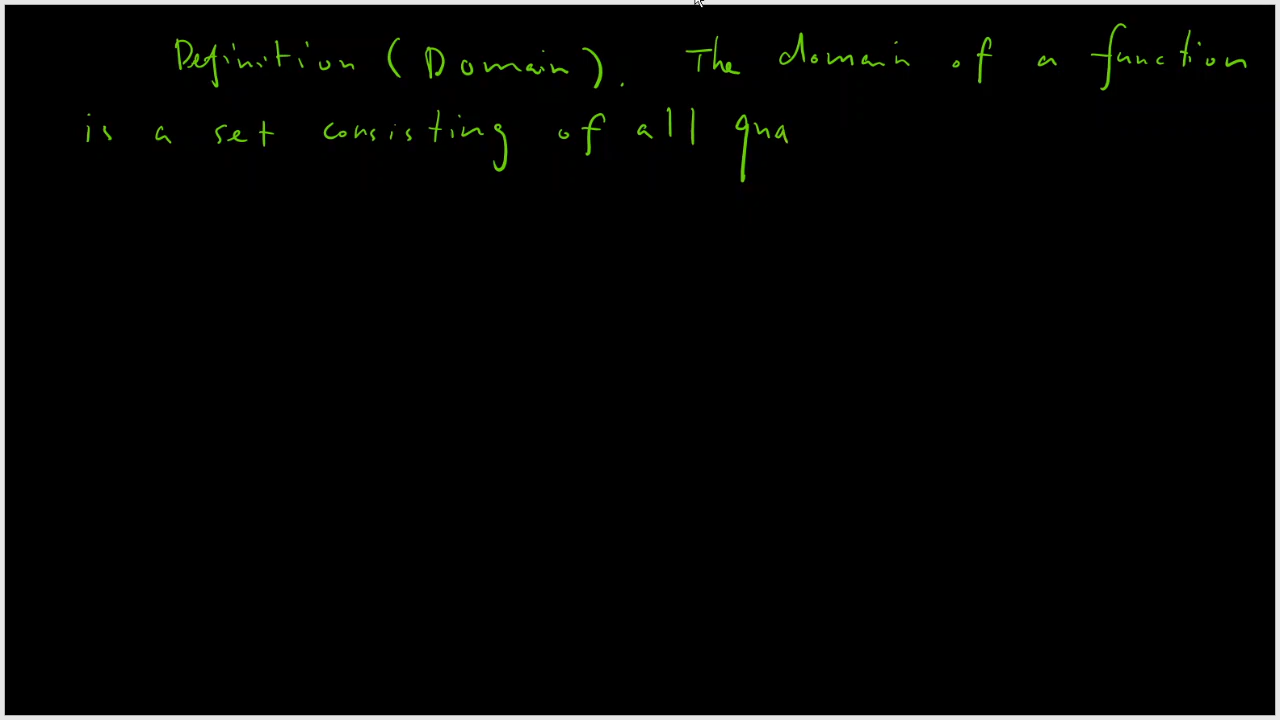 Definition (Domain). The domain of a function
is a set consisting of all qua